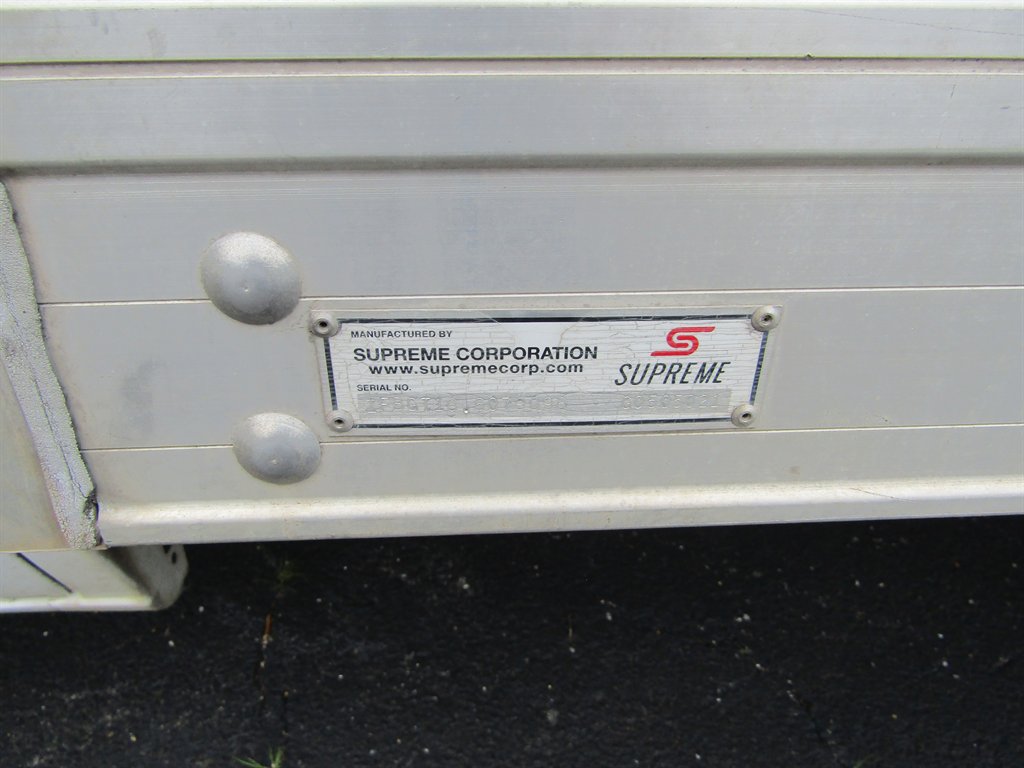 MANUFACTURED BY
SUPREME CORPORATION
www.supremecorp.com
SUPREME
SERIAL NO.